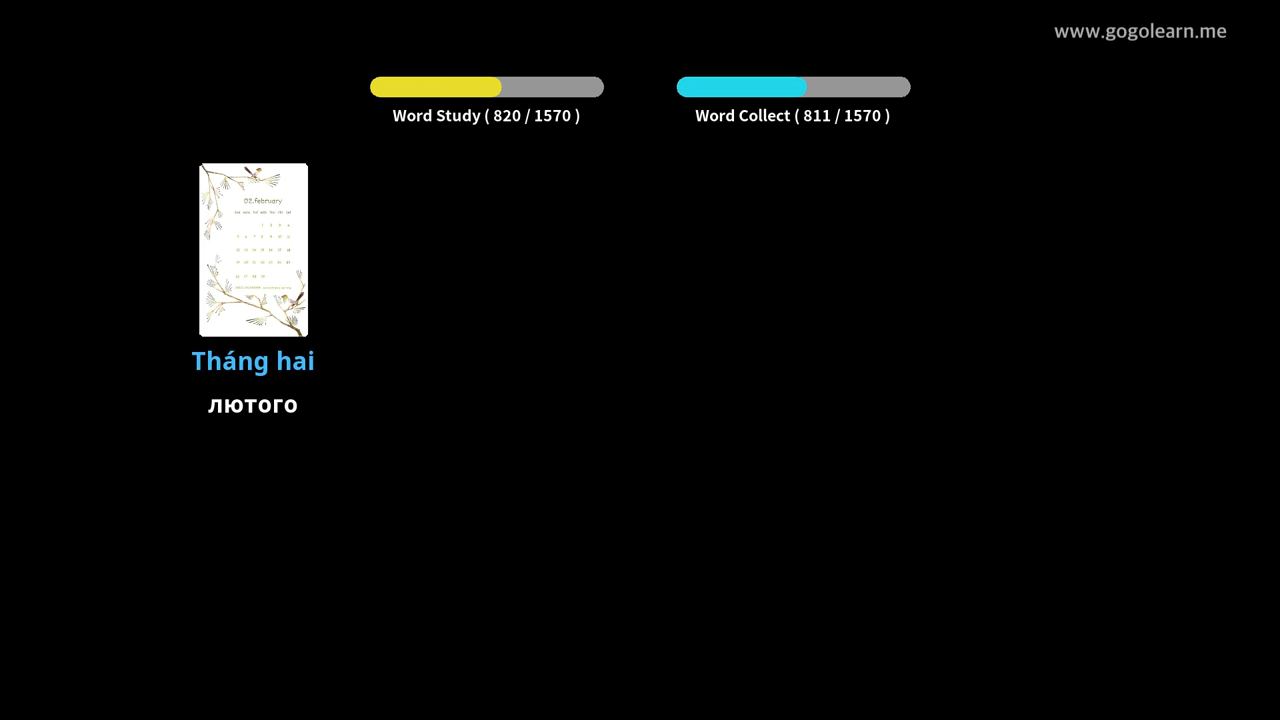 www.gogolearn.me
Word Study ( 820 / 1570 )
Word Collect ( 811 / 1570 )
02.february
Tháng hai
лютого